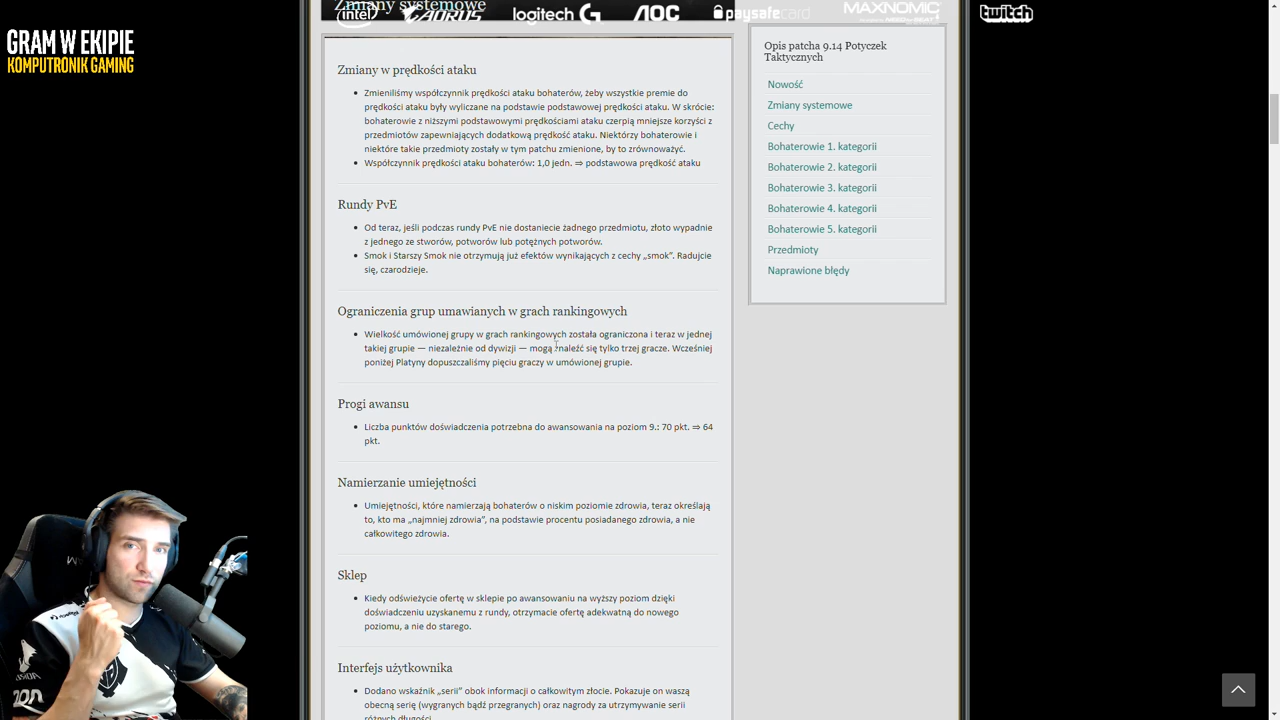 Zmiany systemowe
intel
AORUS
logitech G
AOC
paysafecard
MAXNOMIC
twitch
GRAM W EKIPIE
KOMPUTRONIK GAMING
Zmiany w prędkości ataku
Zmieniliśmy współczynnik prędkości ataku bohaterów, żeby wszystkie premie do
prędkości ataku były wyliczane na podstawie podstawowej prędkości ataku. W skrócie:
bohaterowie z niższymi podstawowymi prędkościami ataku czerpią mniejsze korzyści z
przedmiotów zapewniających dodatkową prędkość ataku. Niektórzy bohaterowie i
niektóre takie przedmioty zostały w tym patchu zmienione, by to zrównoważyć.
Współczynnik prędkości ataku bohaterów: 1,0 jedn. ⇒ podstawowa prędkość ataku
Rundy PvE
Od teraz, jeśli podczas rundy PvE nie dostaniecie żadnego przedmiotu, złoto wypadnie
z jednego ze stworów, potworów lub potężnych potworów.
Smok i Starszy Smok nie otrzymują już efektów wynikających z cechy „smok”. Radujcie
się, czarodzieje.
Ograniczenia grup umawianych w grach rankingowych
Wielkość umówionej grupy w grach rankingowych została ograniczona i teraz w jednej
takiej grupie — niezależnie od dywizji — mogą znaleźć się tylko trzej gracze. Wcześniej
poniżej Platyny dopuszczaliśmy pięciu graczy w umówionej grupie.
Progi awansu
Liczba punktów doświadczenia potrzebna do awansowania na poziom 9.: 70 pkt. ⇒ 64
pkt.
Namierzanie umiejętności
Umiejętności, które namierzają bohaterów o niskim poziomie zdrowia, teraz określają
to, kto ma „najmniej zdrowia”, na podstawie procentu posiadanego zdrowia, a nie
całkowitego zdrowia.
Sklep
Kiedy odświeżycie ofertę w sklepie po awansowaniu na wyższy poziom dzięki
doświadczeniu uzyskanemu z rundy, otrzymacie ofertę adekwatną do nowego
poziomu, a nie do starego.
Interfejs użytkownika
Dodano wskaźnik „serii” obok informacji o całkowitym złocie. Pokazuje on waszą
obecną serię (wygranych bądź przegranych) oraz nagrody za utrzymywanie serii
różnych długości.
Opis patcha 9.14 Potyczek
Taktycznych
Nowość
Zmiany systemowe
Cechy
Bohaterowie 1. kategorii
Bohaterowie 2. kategorii
Bohaterowie 3. kategorii
Bohaterowie 4. kategorii
Bohaterowie 5. kategorii
Przedmioty
Naprawione błędy